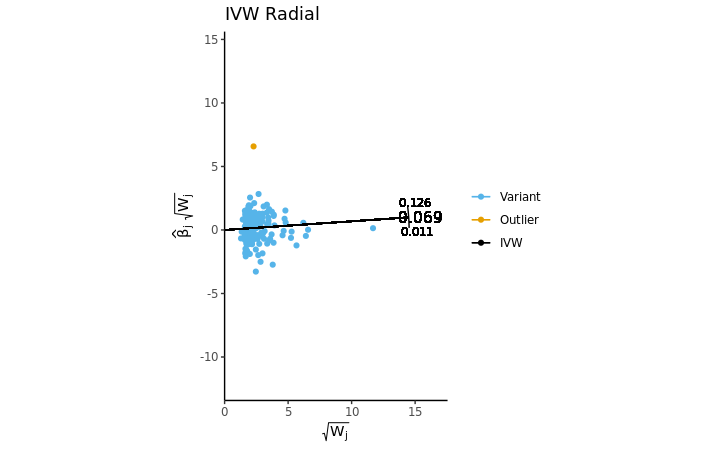 IVW Radial
15
10
5
0
-5
-10
β̂j √Wj
0
5
10
15
√Wj
0.126
0.069
0.011
Variant
Outlier
IVW